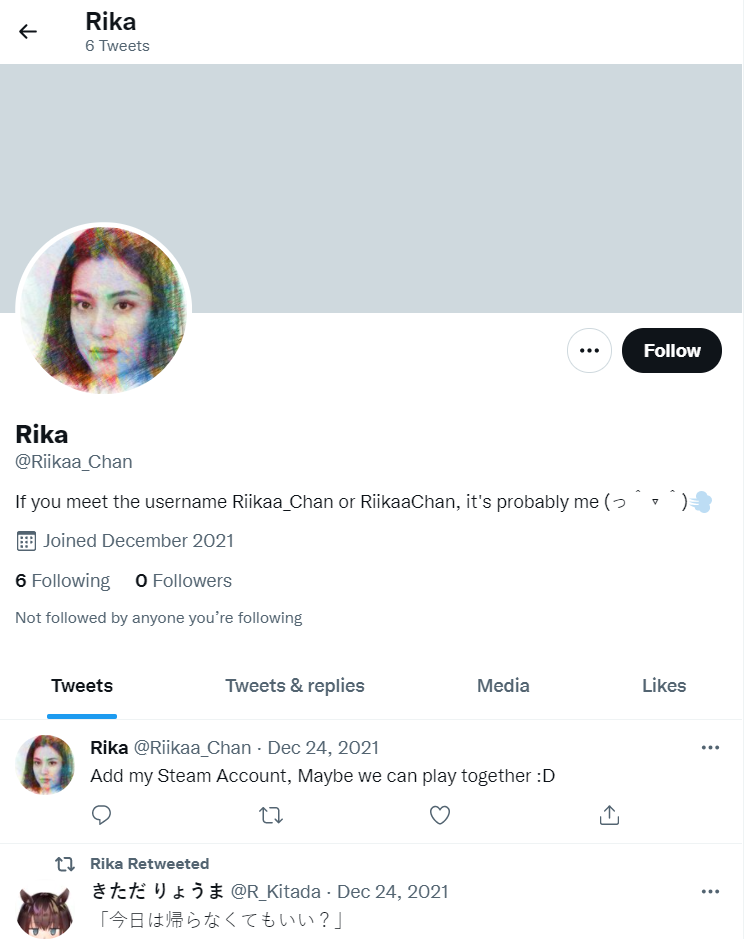 Rika
6 Tweets
Follow
Rika
@Riikaa_Chan
If you meet the username Riikaa_Chan or RiikaaChan, it's probably me (っ＾▿＾)💨
Joined December 2021
6 Following 0 Followers
Not followed by anyone you’re following
Tweets Tweets & replies Media Likes
Rika @Riikaa_Chan · Dec 24, 2021
Add my Steam Account, Maybe we can play together :D
Rika Retweeted
きただ りょうま @R_Kitada · Dec 24, 2021
「今日は帰らなくてもいい？」